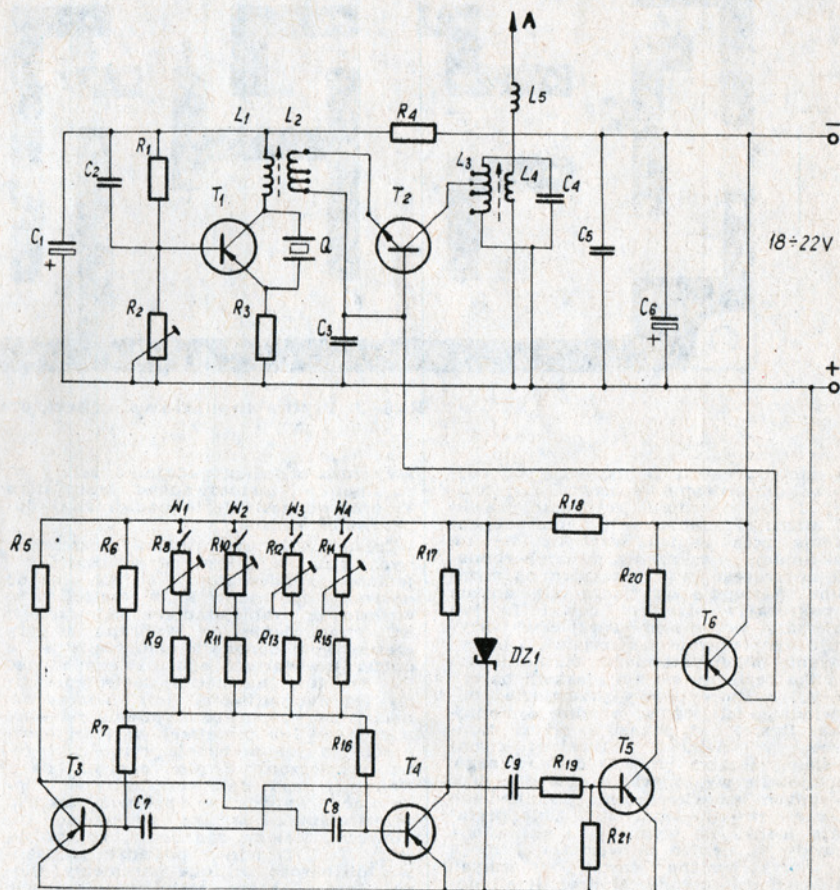 A
L5
L1 L2 R4
−
C2 R1 L3 L4 C4
T1 T2
C1 + Q C5 18÷22V
R2 R3 C3 C6 +
+
W1 W2 W3 W4 R18
R5 R6 R8 R10 R12 R14 R17 R20
T6
R9 R11 R13 R15 DZ1
R7 R16
T3 T4 C9 R19 T5
C7 C8
R21